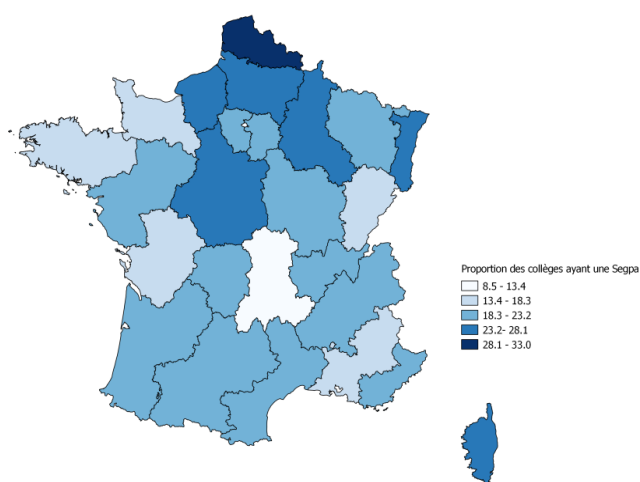 Proportion des collèges ayant une Segpa
8.5 - 13.4
13.4 - 18.3
18.3 - 23.2
23.2- 28.1
28.1 - 33.0